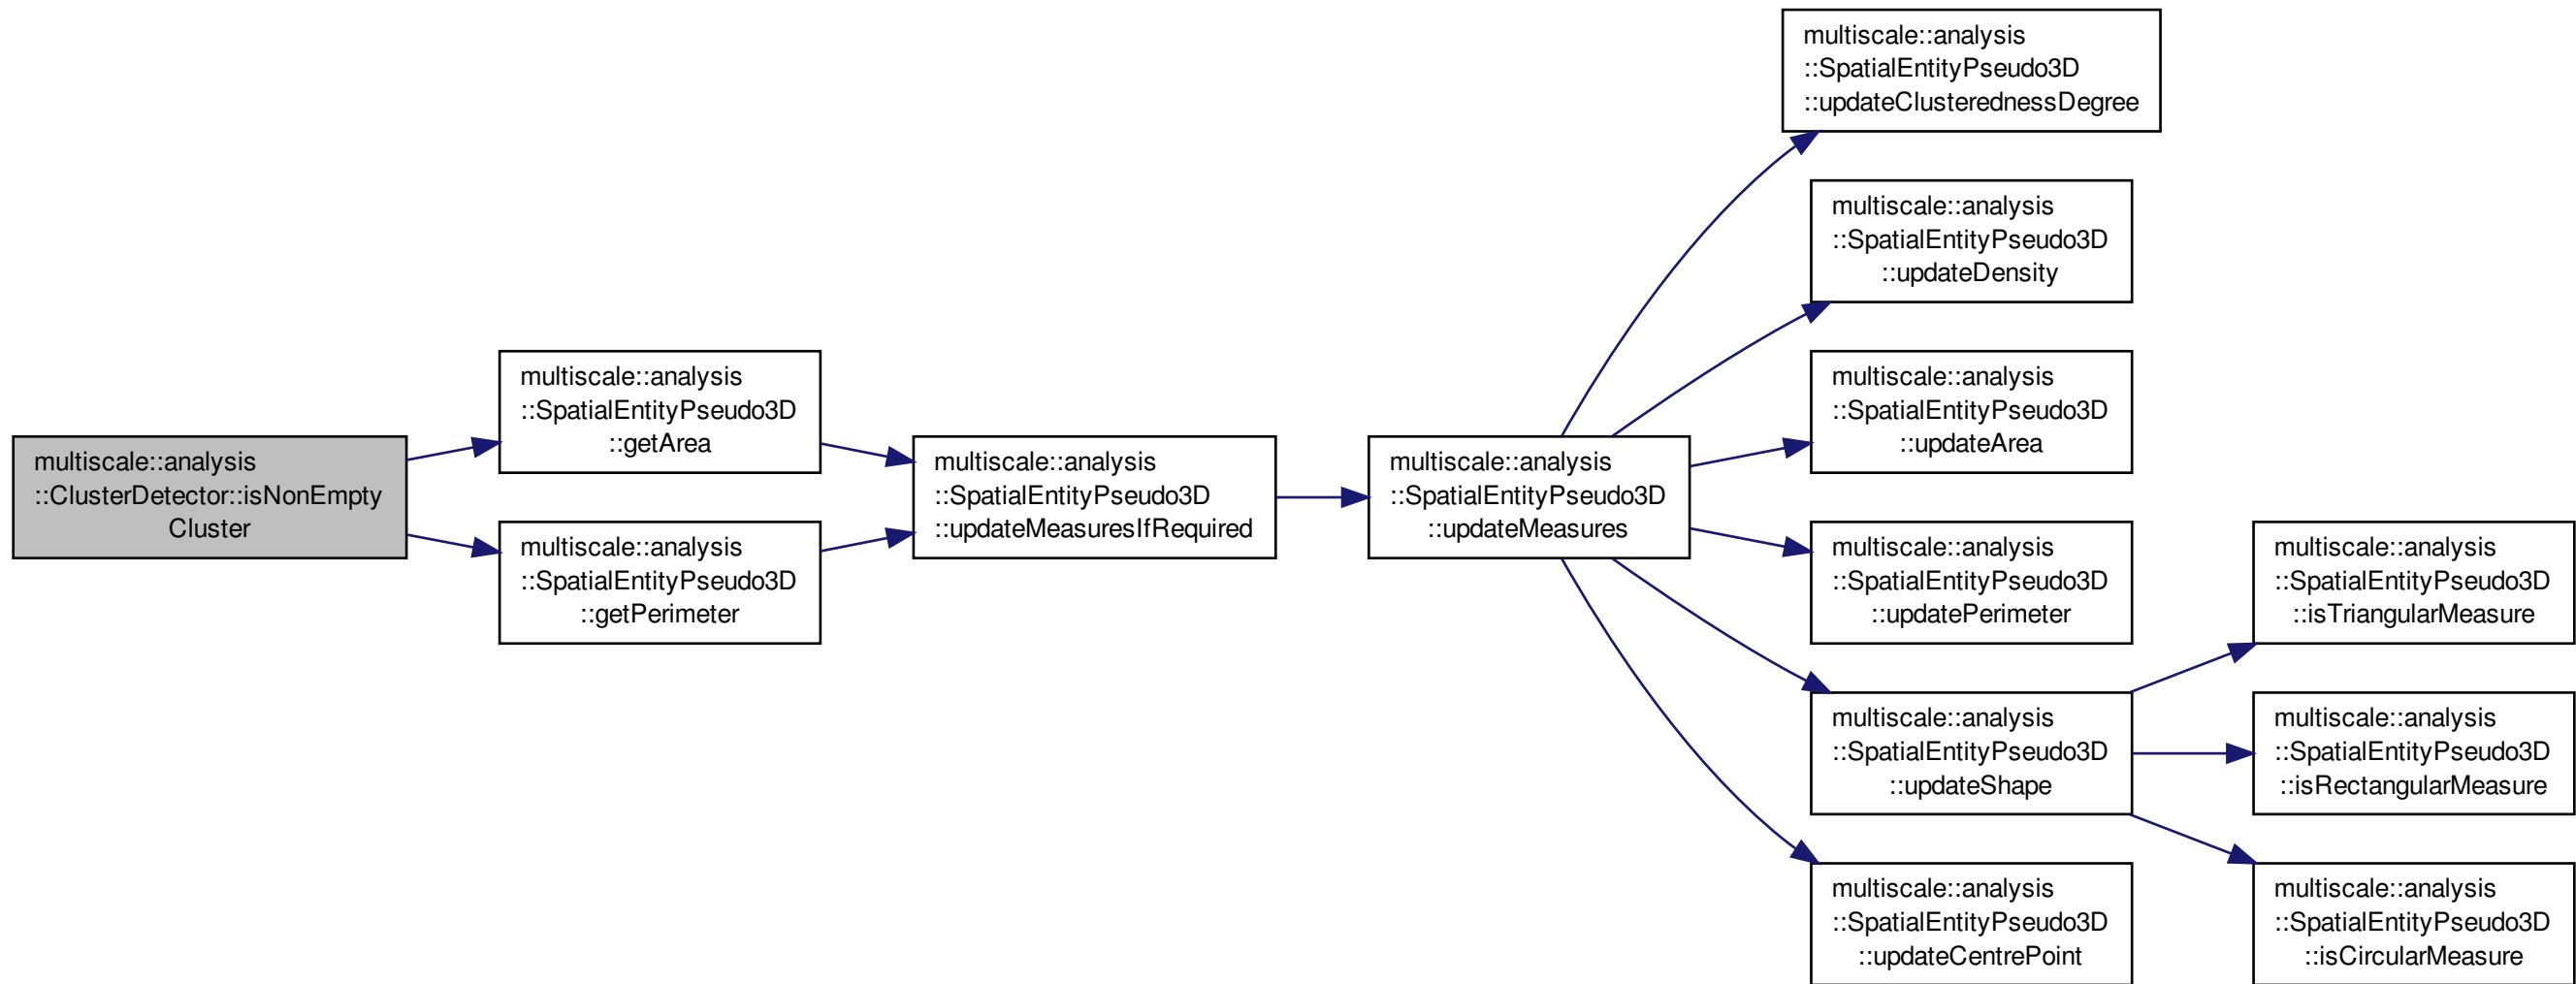 multiscale::analysis
::ClusterDetector::isNonEmpty
Cluster
multiscale::analysis
::SpatialEntityPseudo3D
::getArea
multiscale::analysis
::SpatialEntityPseudo3D
::getPerimeter
multiscale::analysis
::SpatialEntityPseudo3D
::updateMeasuresIfRequired
multiscale::analysis
::SpatialEntityPseudo3D
::updateMeasures
multiscale::analysis
::SpatialEntityPseudo3D
::updateClusterednessDegree
multiscale::analysis
::SpatialEntityPseudo3D
::updateDensity
multiscale::analysis
::SpatialEntityPseudo3D
::updateArea
multiscale::analysis
::SpatialEntityPseudo3D
::updatePerimeter
multiscale::analysis
::SpatialEntityPseudo3D
::updateShape
multiscale::analysis
::SpatialEntityPseudo3D
::updateCentrePoint
multiscale::analysis
::SpatialEntityPseudo3D
::isTriangularMeasure
multiscale::analysis
::SpatialEntityPseudo3D
::isRectangularMeasure
multiscale::analysis
::SpatialEntityPseudo3D
::isCircularMeasure